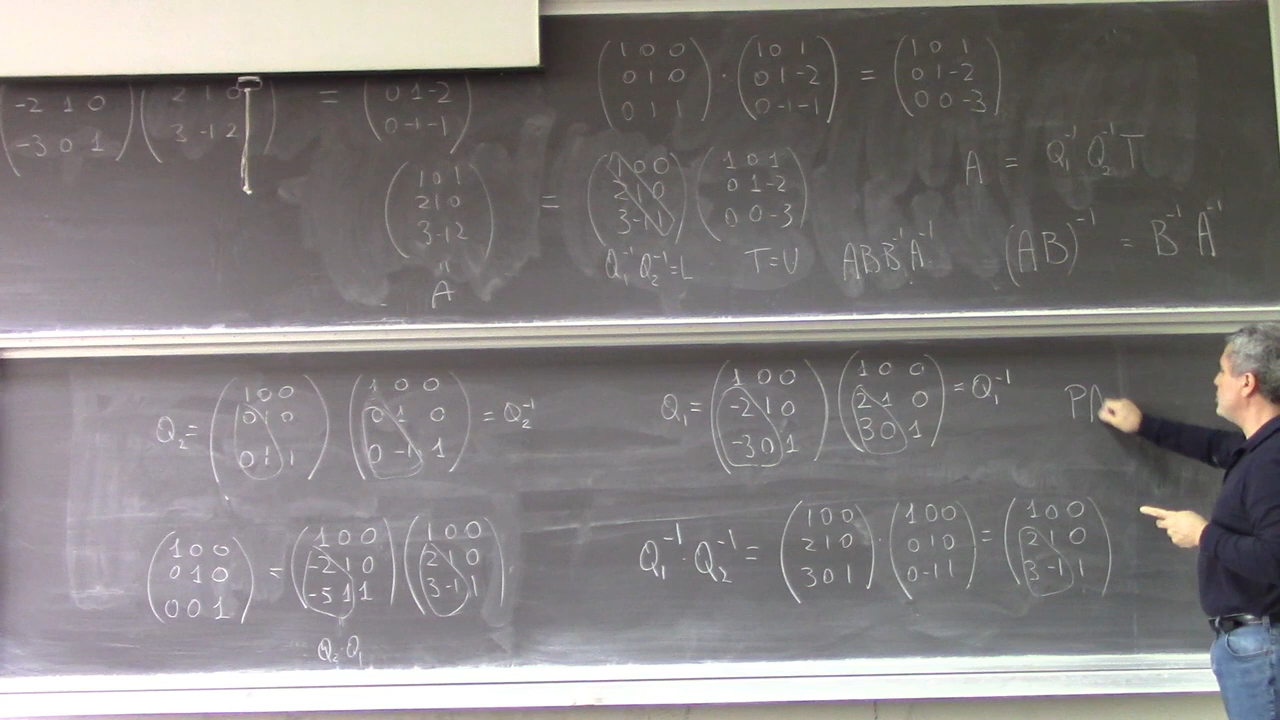 1 0 0   1 0 1   1 0 1
0 1 0 · 0 1 -2 = 0 1 -2
0 1 1   0 -1 -1   0 0 -3
-2 1 0   2 1 0 = 0 1 -2
-3 0 1   3 -1 2   0 -1 -1
1 0 1   1 0 0   1 0 1
2 1 0 = 2 1 0   0 1 -2
3 -1 2   3 -1 1   0 0 -3
A = Q₁⁻¹ Q₂⁻¹ T
Q₁⁻¹ Q₂⁻¹ = L   T = U   A B B⁻¹ A⁻¹   (AB)⁻¹ = B⁻¹ A⁻¹
"
A
1 0 0   1 0 0
Q₂ = 0 1 0   0 1 0 = Q₂⁻¹
0 1 1   0 -1 1
1 0 0   1 0 0
Q₁ = -2 1 0   2 1 0 = Q₁⁻¹
-3 0 1   3 0 1
PA
1 0 0   1 0 0   1 0 0
0 1 0 = -2 1 0   2 1 0
0 0 1   -5 1 1   3 -1 1
Q₂·Q₁
1 0 0   1 0 0   1 0 0
Q₁⁻¹ · Q₂⁻¹ = 2 1 0 · 0 1 0 = 2 1 0
3 0 1   0 -1 1   3 -1 1